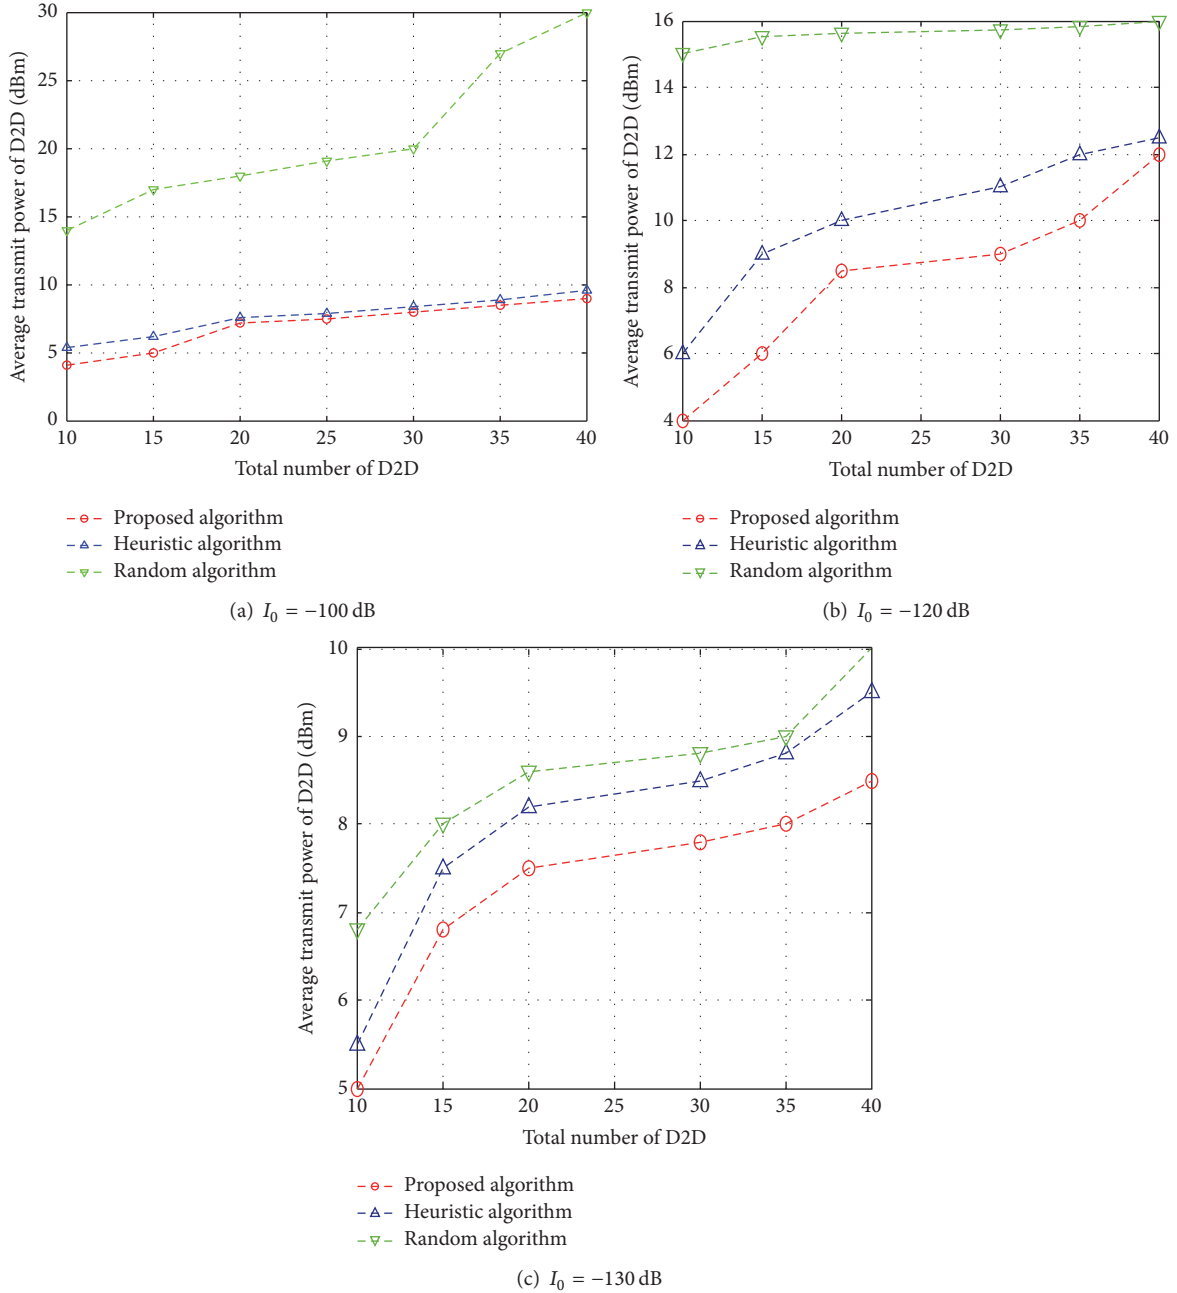 Average transmit power of D2D (dBm)
30
25
20
15
10
5
0
10 15 20 25 30 35 40
Total number of D2D
Proposed algorithm
Heuristic algorithm
Random algorithm
(a) I₀ = −100 dB
Average transmit power of D2D (dBm)
16
14
12
10
8
6
4
10 15 20 30 35 40
Total number of D2D
Proposed algorithm
Heuristic algorithm
Random algorithm
(b) I₀ = −120 dB
Average transmit power of D2D (dBm)
10
9
8
7
6
5
10 15 20 30 35 40
Total number of D2D
Proposed algorithm
Heuristic algorithm
Random algorithm
(c) I₀ = −130 dB